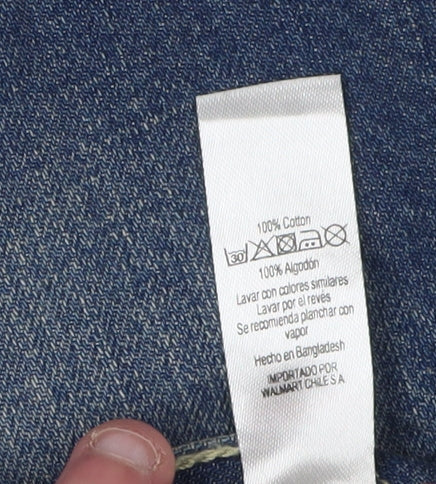 100% Cotton
30
100% Algodón
Lavar con colores similares
Lavar por el revés
Se recomienda planchar con
vapor
Hecho en Bangladesh
IMPORTADO POR
WALMART CHILE S A